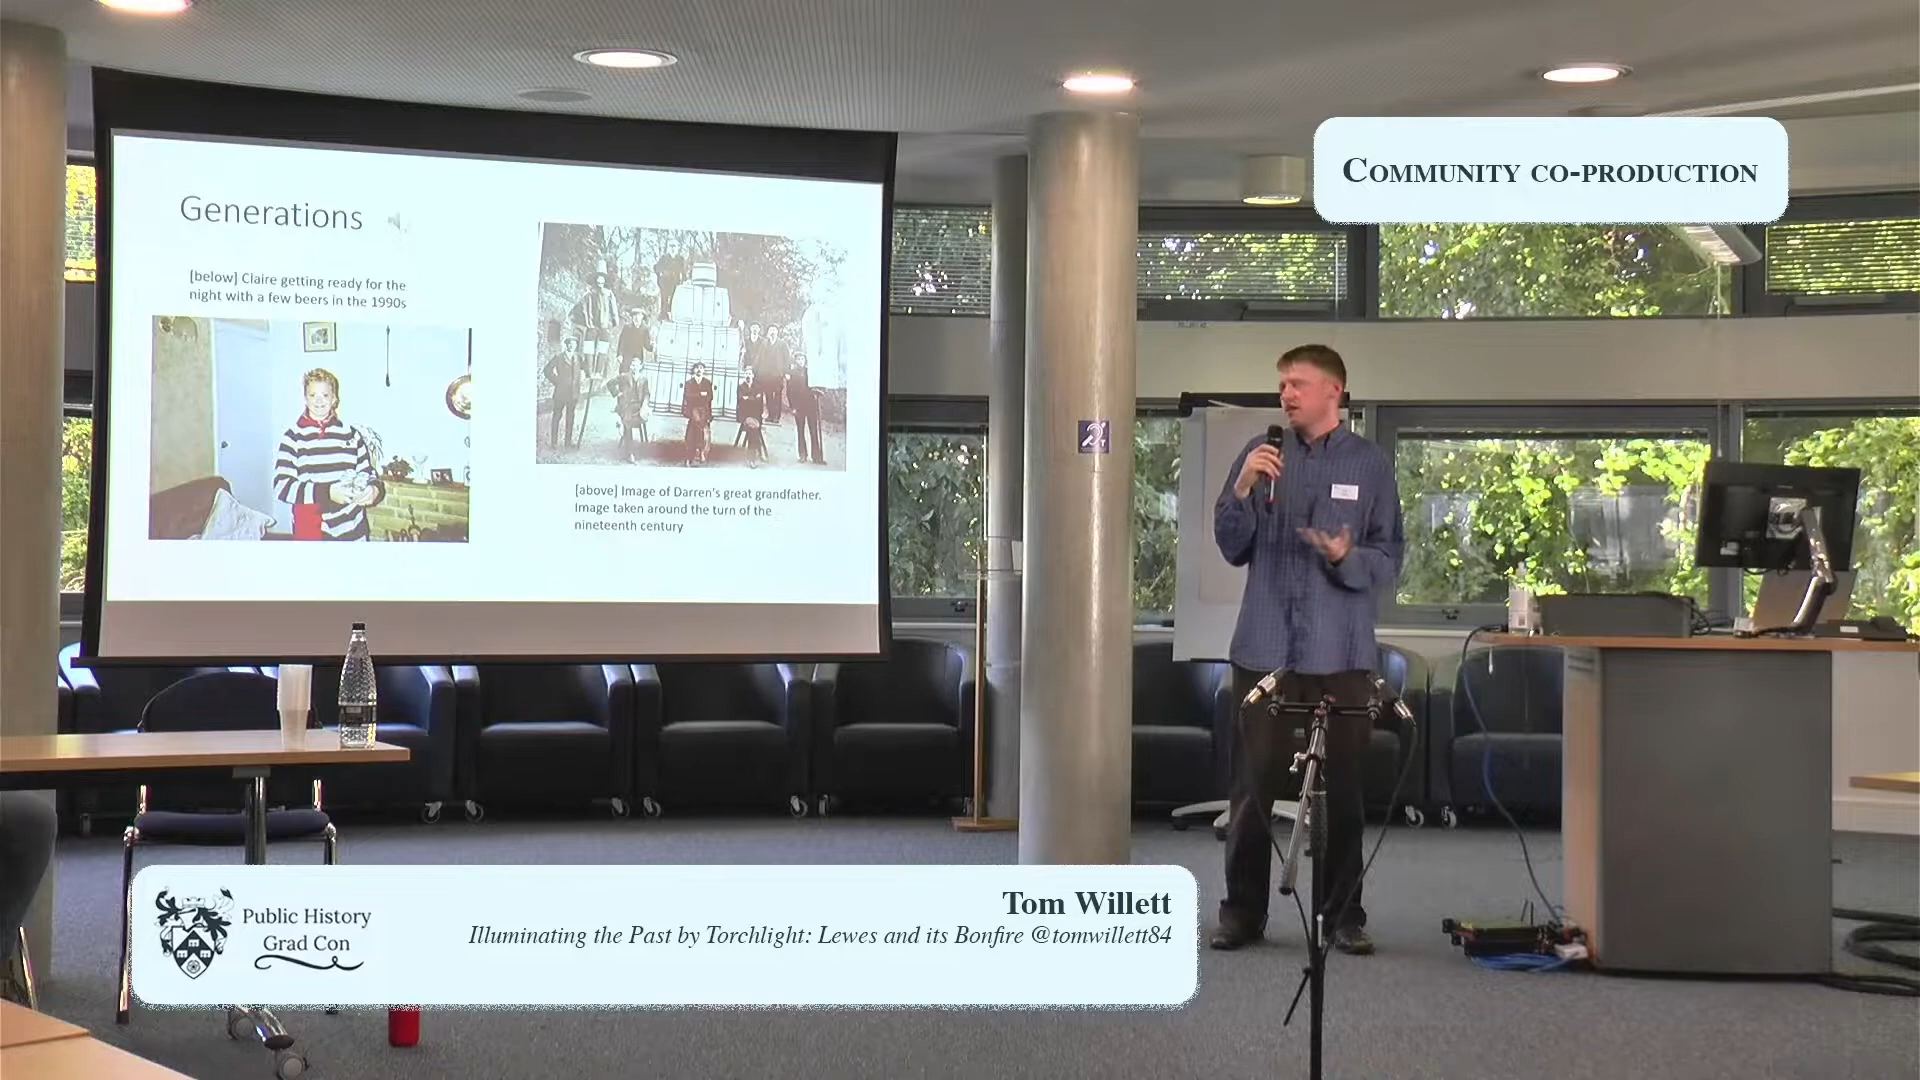 Community co-production
Generations
[below] Claire getting ready for the
night with a few beers in the 1990s
[above] Image of Darren's great grandfather.
Image taken around the turn of the
nineteenth century
Public History
Grad Con
Tom Willett
Illuminating the Past by Torchlight: Lewes and its Bonfire @tomwillett84